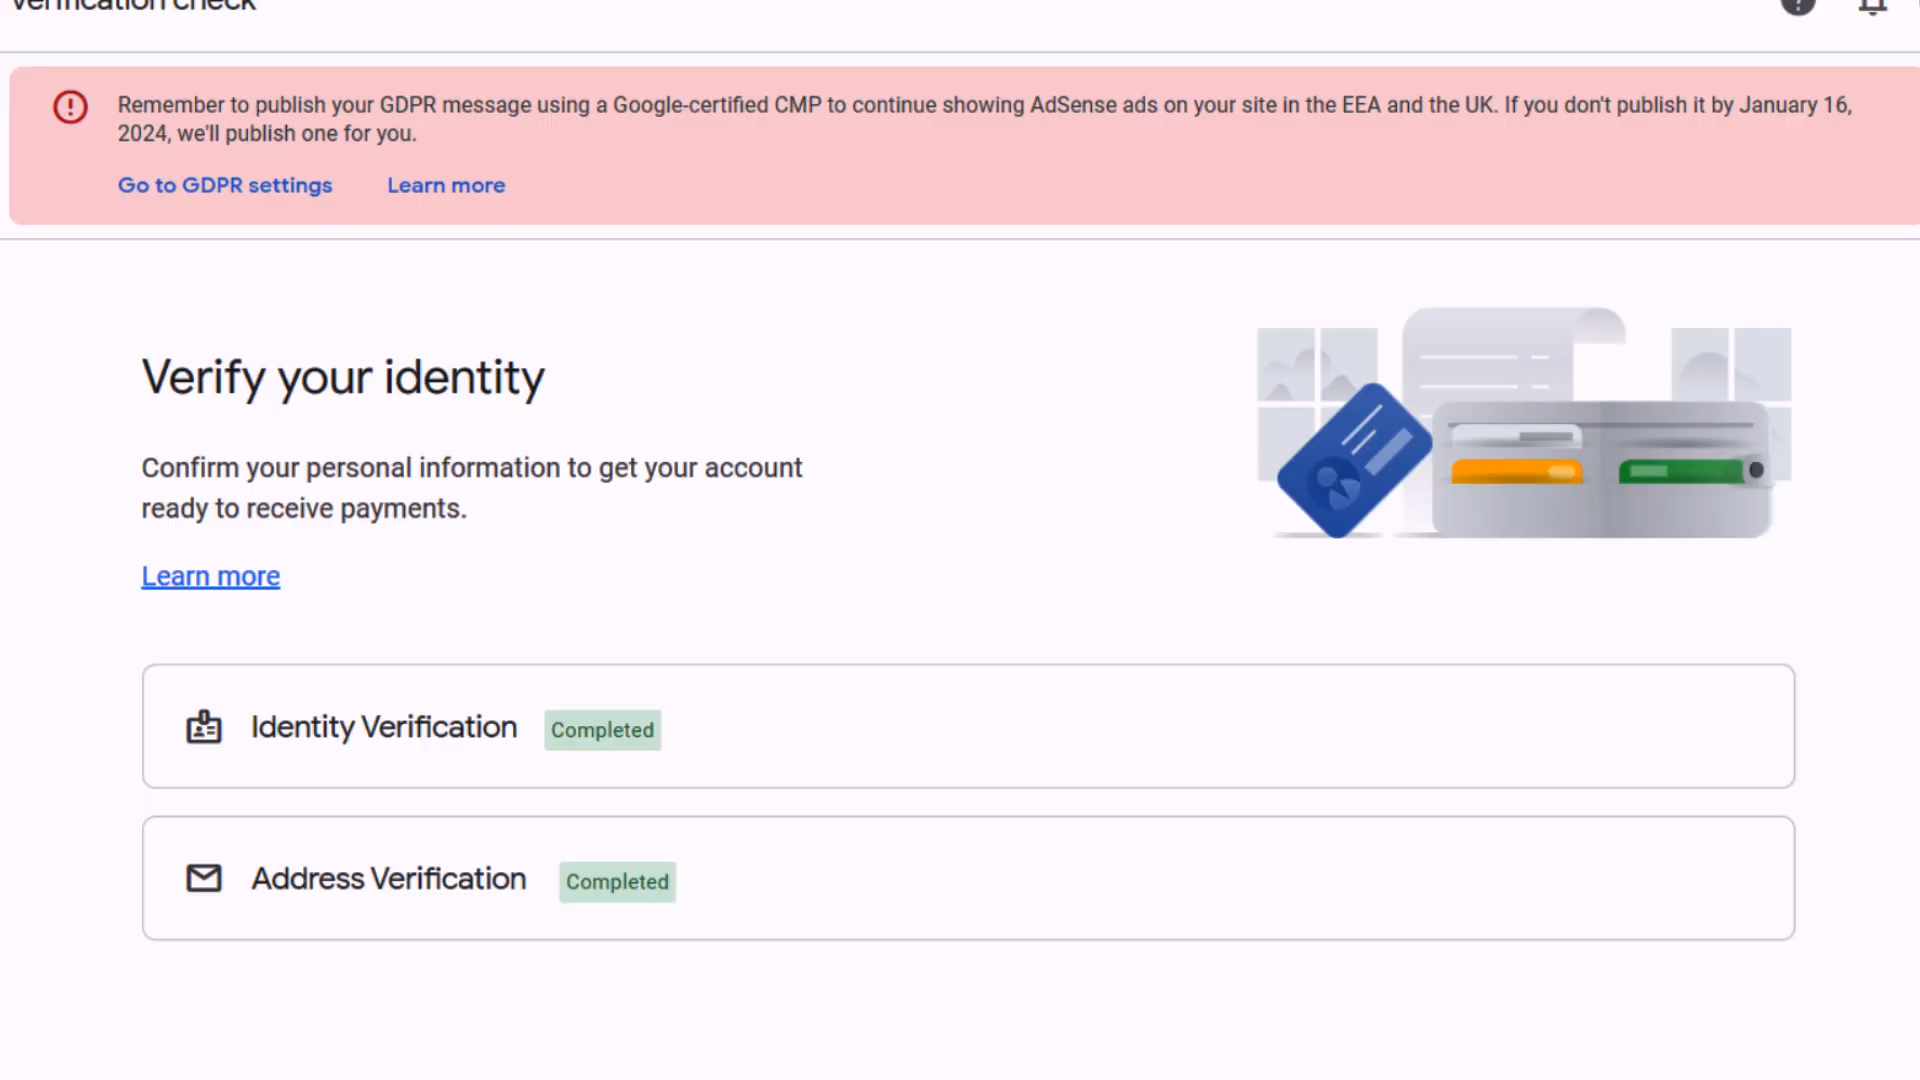 Verification check
Remember to publish your GDPR message using a Google-certified CMP to continue showing AdSense ads on your site in the EEA and the UK. If you don't publish it by January 16,
2024, we'll publish one for you.
Go to GDPR settings Learn more
Verify your identity
Confirm your personal information to get your account
ready to receive payments.
Learn more
Identity Verification Completed
Address Verification Completed